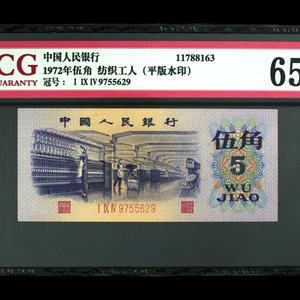 CG
UARANTY
中国人民银行 11788163
1972年伍角 纺织工人（平版水印）
冠号： I IX IV 9755629
65
中国人民银行
伍角
5
WU
JIAO
I IX IV 9755629